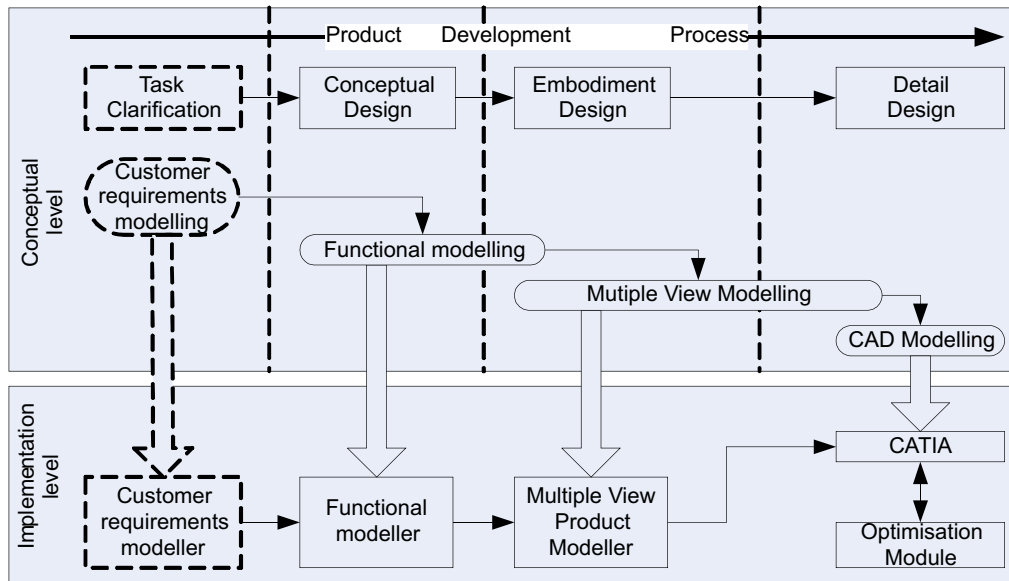 Product Development Process
Task
Clarification
Conceptual
Design
Embodiment
Design
Detail
Design
Conceptual
level
Customer
requirements
modelling
Functional modelling
Mutiple View Modelling
CAD Modelling
Implementation
level
Customer
requirements
modeller
Functional
modeller
Multiple View
Product
Modeller
CATIA
Optimisation
Module